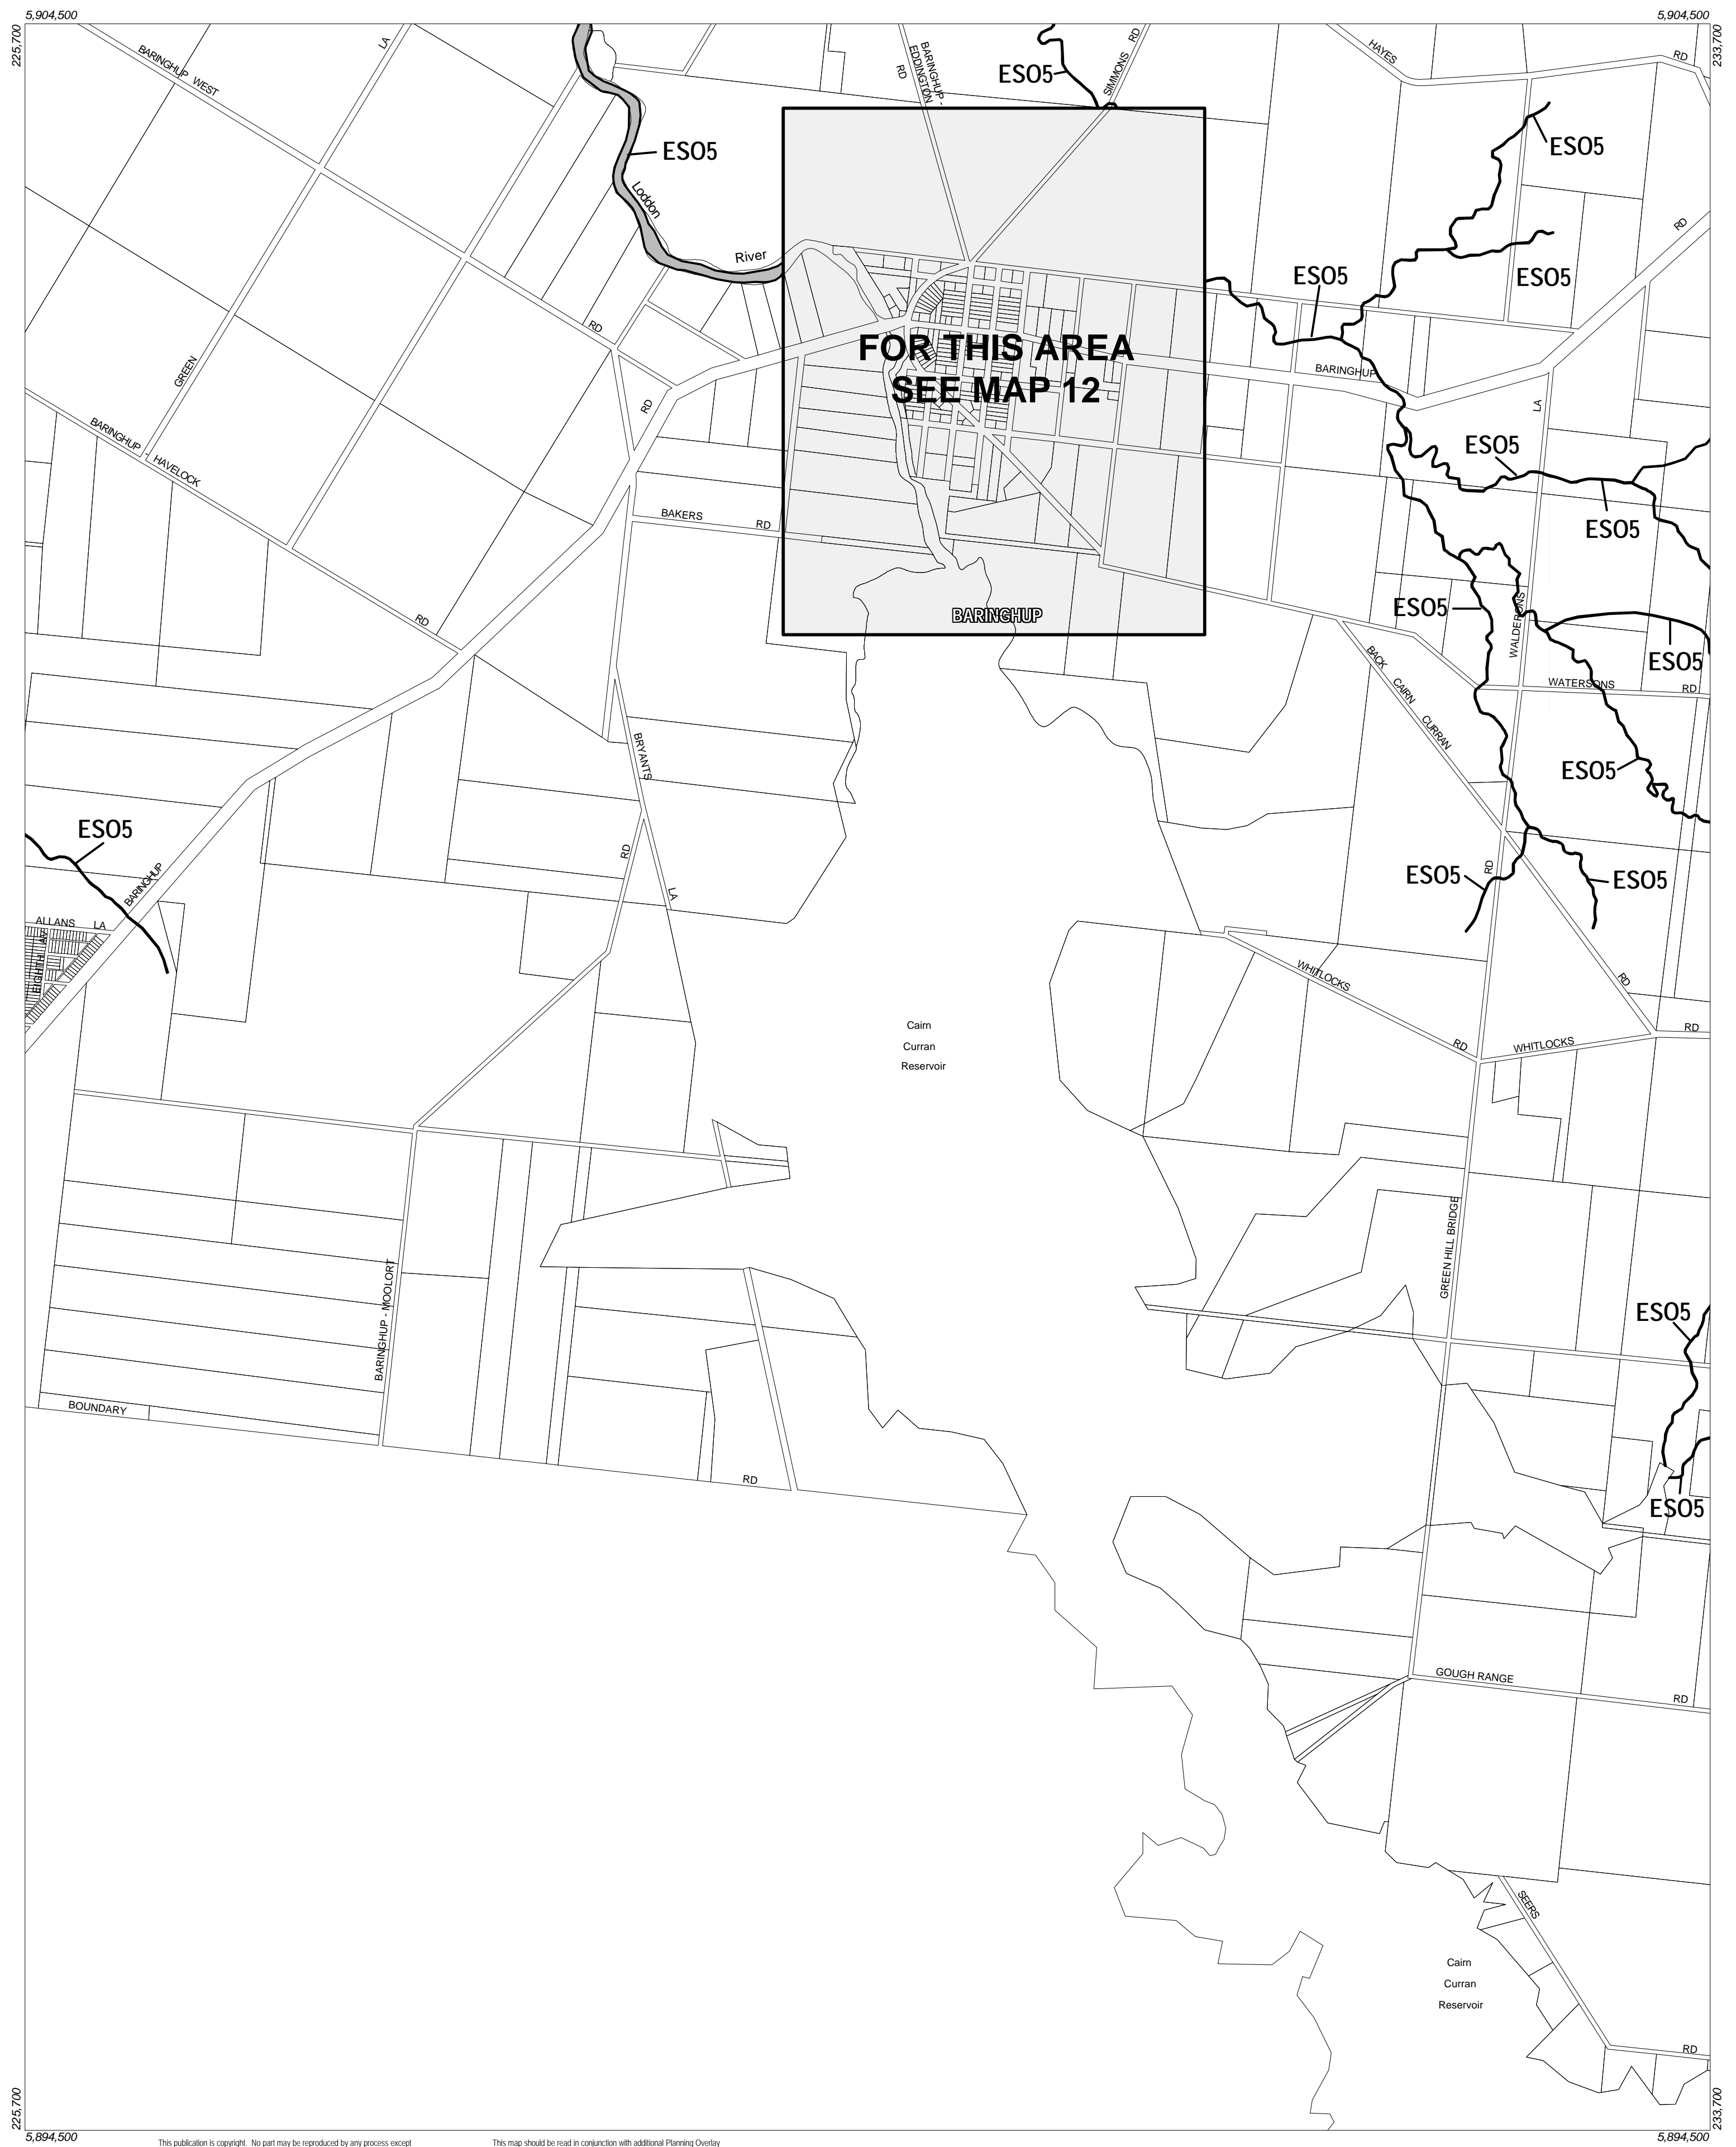 5,904,500
5,904,500
225,700
233,700
BARINGHUP WEST
LA
BARINGHUP -
EDDINGTON
RD
ESO5
SIMMONS RD
HAYES
RD
ESO5
ESO5
Loddon
River
RD
ESO5
ESO5
RD
FOR THIS AREA
SEE MAP 12
BARINGHUP
GREEN
RD
LA
BARINGHUP - HAVELOCK
ESO5
BAKERS RD
ESO5
RD
ESO5
WALDERONS
BARINGHUP
BACK CAIRN CURRAN
ESO5
WATERSONS RD
BRYANTS
ESO5
ESO5
BARINGHUP
RD
LA
RD
ESO5
ESO5
ALLANS LA
EIGHTH AV
WHITLOCKS
RD
Cairn
Curran
Reservoir
RD
WHITLOCKS
RD
GREEN HILL BRIDGE
BARINGHUP - MOOLORT
ESO5
BOUNDARY
RD
ESO5
GOUGH RANGE
RD
SEERS
Cairn
Curran
Reservoir
RD
225,700
233,700
5,894,500
5,894,500
This publication is copyright. No part may be reproduced by any process except
This map should be read in conjunction with additional Planning Overlay